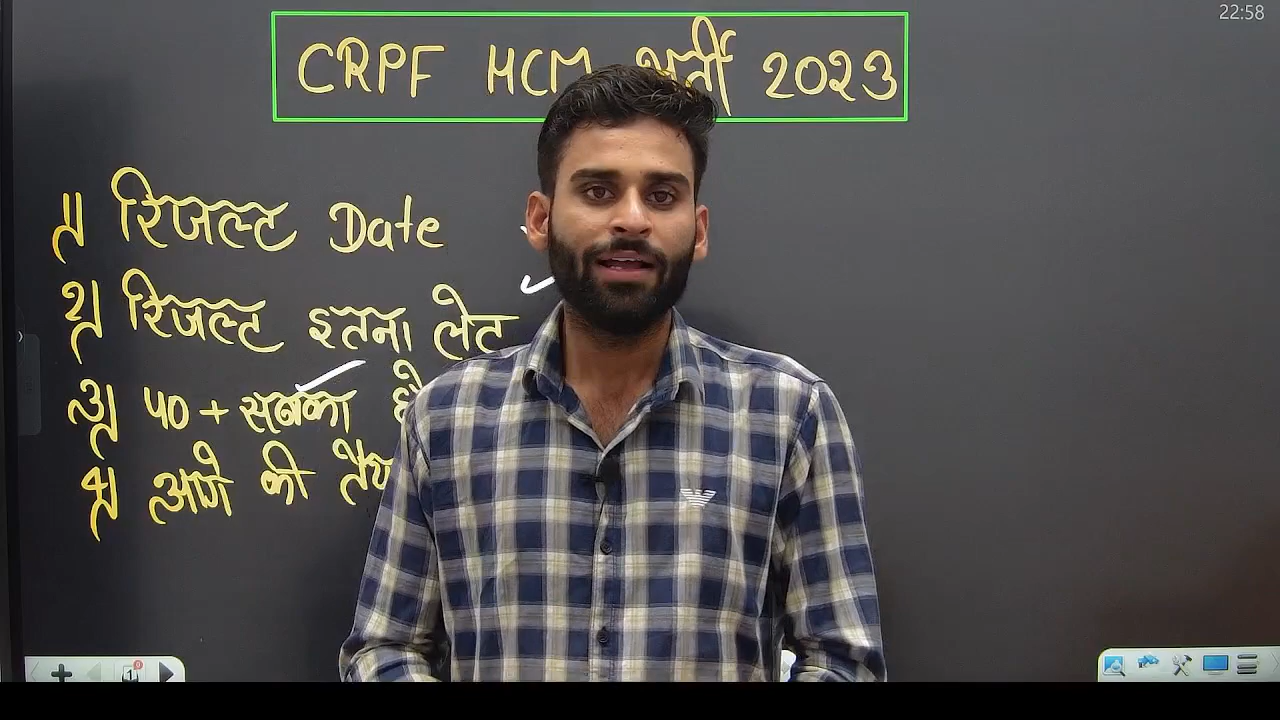 22:58
CRPF HCM भर्ती 2023
1) रिजल्ट Date
2) रिजल्ट इतना लेट
3) 40 + सबका
4) आगे की